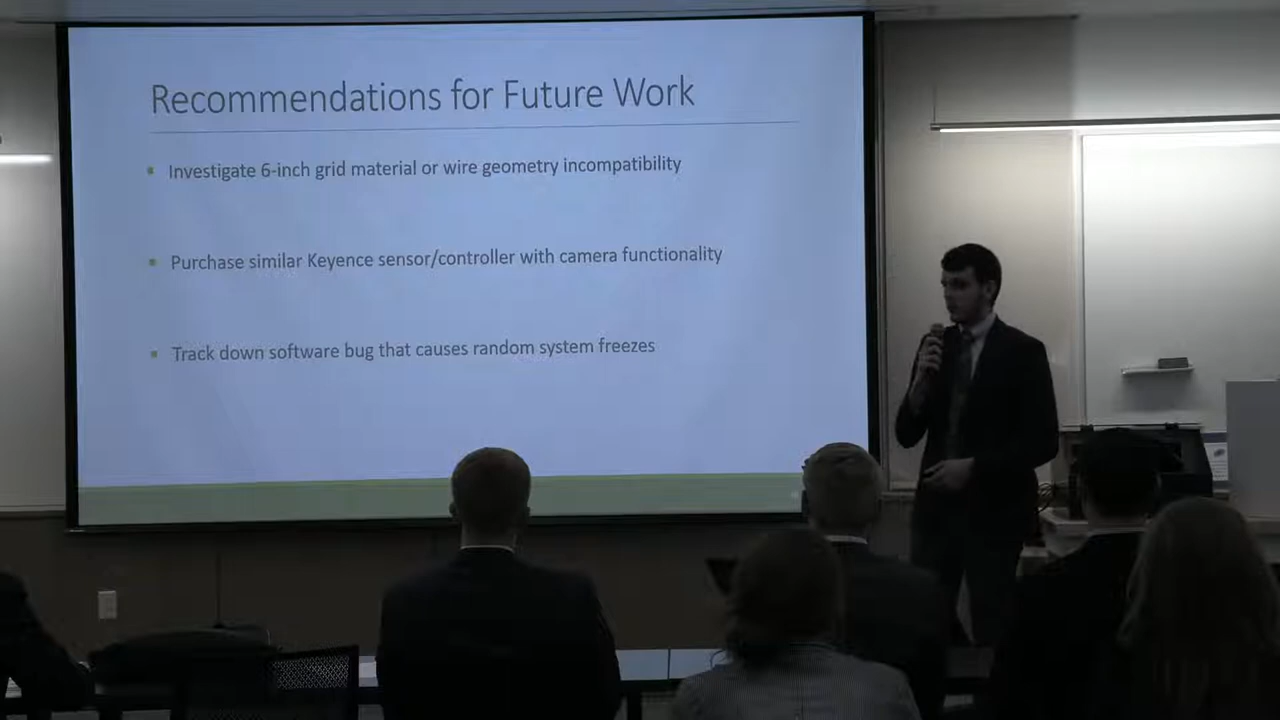 Recommendations for Future Work
Investigate 6-inch grid material or wire geometry incompatibility
Purchase similar Keyence sensor/controller with camera functionality
Track down software bug that causes random system freezes